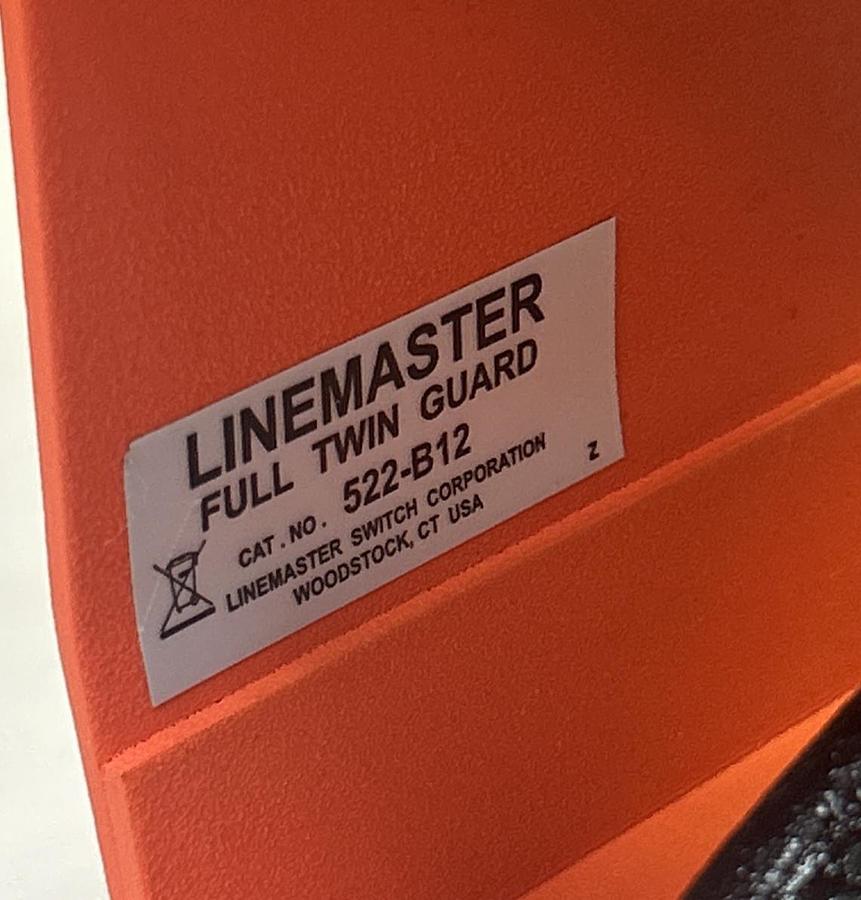 LINEMASTER
FULL TWIN GUARD
CAT. NO. 522-B12
LINEMASTER SWITCH CORPORATION
WOODSTOCK, CT USA
Z